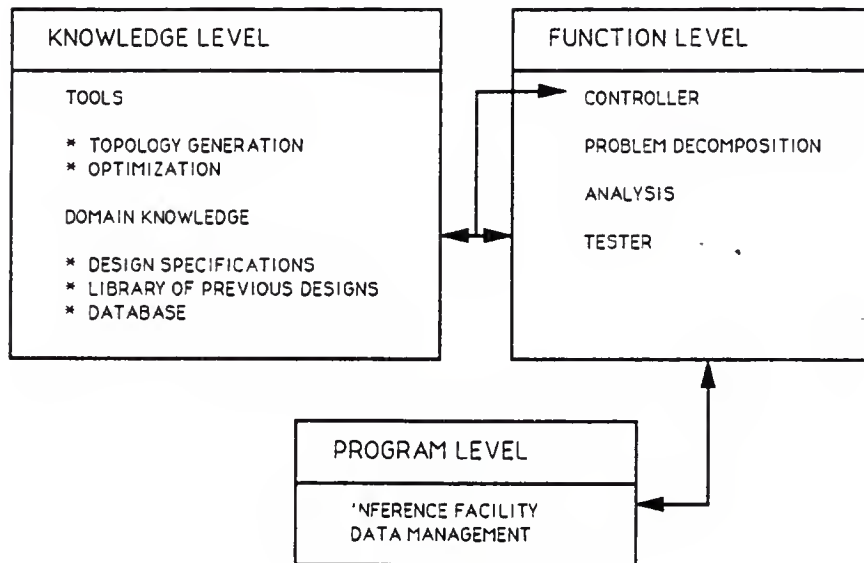 KNOWLEDGE LEVEL
TOOLS
* TOPOLOGY GENERATION
* OPTIMIZATION
DOMAIN KNOWLEDGE
* DESIGN SPECIFICATIONS
* LIBRARY OF PREVIOUS DESIGNS
* DATABASE
FUNCTION LEVEL
CONTROLLER
PROBLEM DECOMPOSITION
ANALYSIS
TESTER
PROGRAM LEVEL
'NFERENCE FACILITY
DATA MANAGEMENT